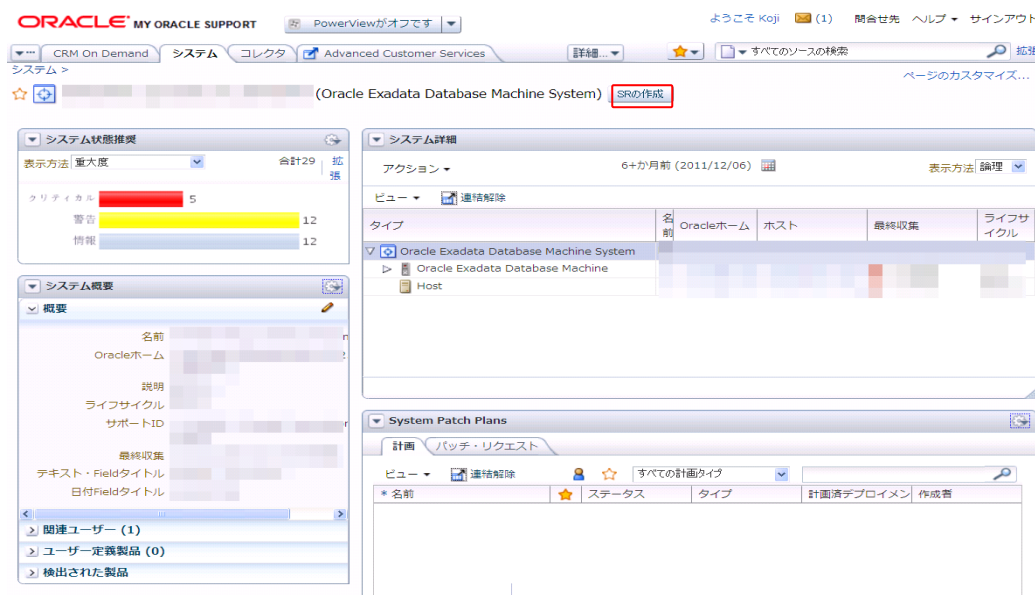 ORACLE MY ORACLE SUPPORT PowerViewがオフです ようこそ Koji (1) 問合せ先 ヘルプ サインアウト
CRM On Demand システム コレクタ Advanced Customer Services 詳細... すべてのソースの検索 拡張
システム > ページのカスタマイズ...
(Oracle Exadata Database Machine System) SRの作成
システム状態推奨
表示方法 重大度 合計29 拡張
クリティカル 5
警告 12
情報 12
システム概要
概要
名前
Oracleホーム
説明
ライフサイクル
サポートID
最終収集
テキスト・Fieldタイトル
日付Fieldタイトル
関連ユーザー (1)
ユーザー定義製品 (0)
検出された製品
システム詳細
アクション 6+か月前 (2011/12/06) 表示方法 論理
ビュー 連結解除
タイプ 名前 Oracleホーム ホスト 最終収集 ライフサイクル
Oracle Exadata Database Machine System
Oracle Exadata Database Machine
Host
System Patch Plans
計画 パッチ・リクエスト
ビュー 連結解除 すべての計画タイプ
* 名前 ステータス タイプ 計画済デプロイメン 作成者